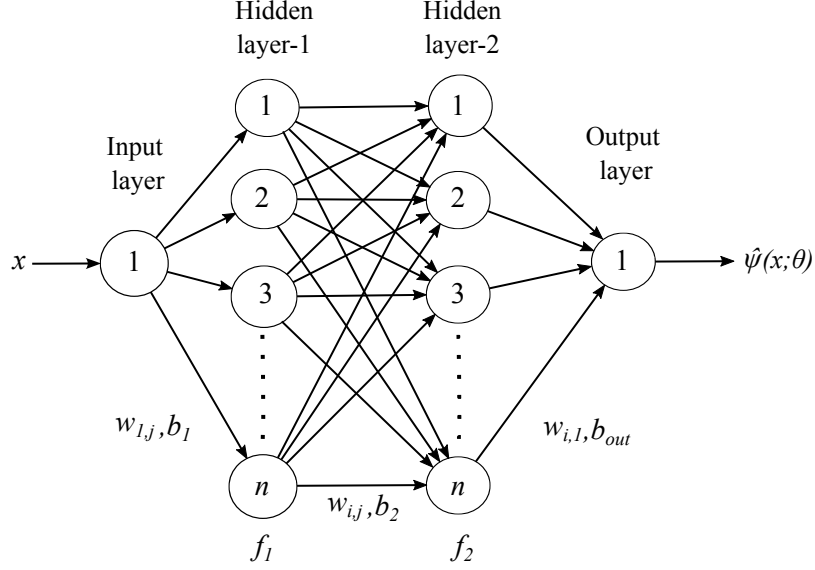 Hidden
layer-1
Hidden
layer-2
Input
layer
Output
layer
1
1
2
2
x
1
1
ψ̂(x;θ)
3
3
w1,j,b1
wi,1,bout
n
n
wi,j,b2
f1
f2